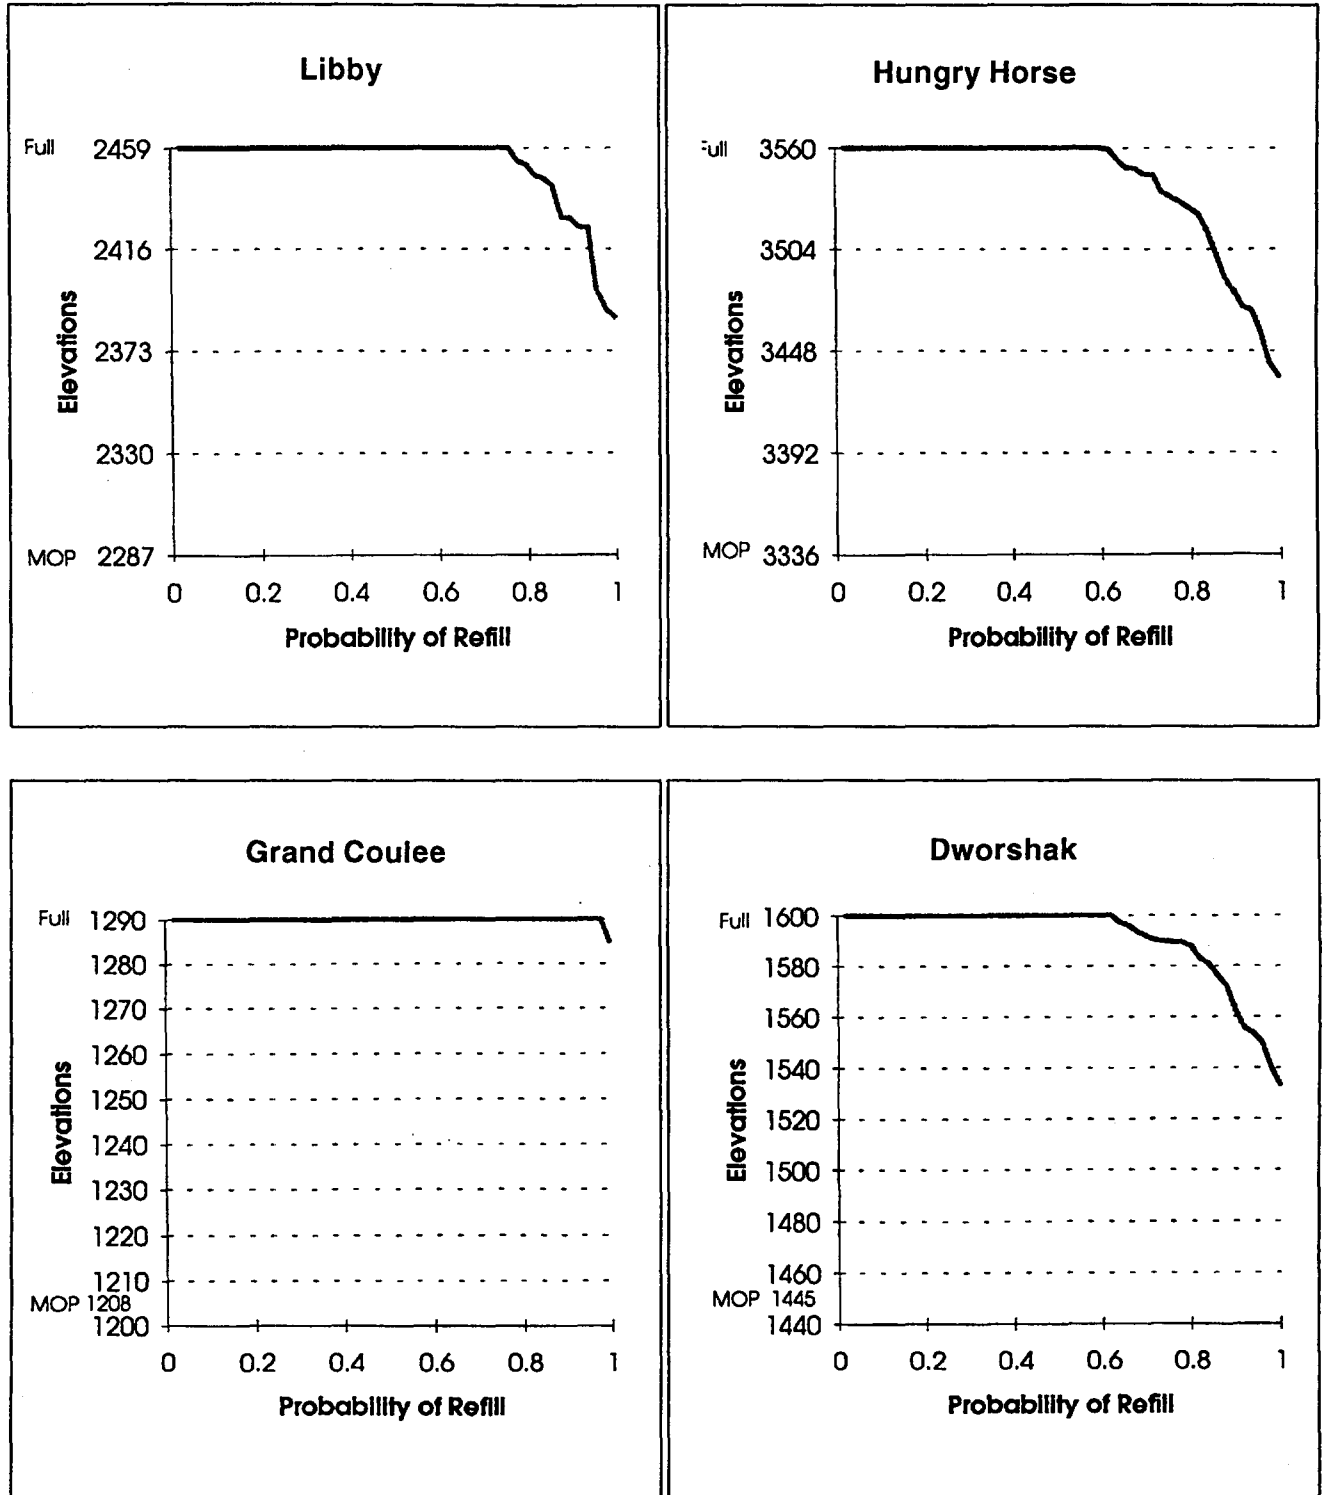 Libby
Full 2459
2416
2373
2330
MOP 2287
Elevations
0 0.2 0.4 0.6 0.8 1
Probability of Refill
Hungry Horse
Full 3560
3504
3448
3392
MOP 3336
Elevations
0 0.2 0.4 0.6 0.8 1
Probability of Refill
Grand Coulee
Full 1290
1280
1270
1260
1250
1240
1230
1220
1210
MOP 1208
1200
Elevations
0 0.2 0.4 0.6 0.8 1
Probability of Refill
Dworshak
Full 1600
1580
1560
1540
1520
1500
1480
1460
MOP 1445
1440
Elevations
0 0.2 0.4 0.6 0.8 1
Probability of Refill